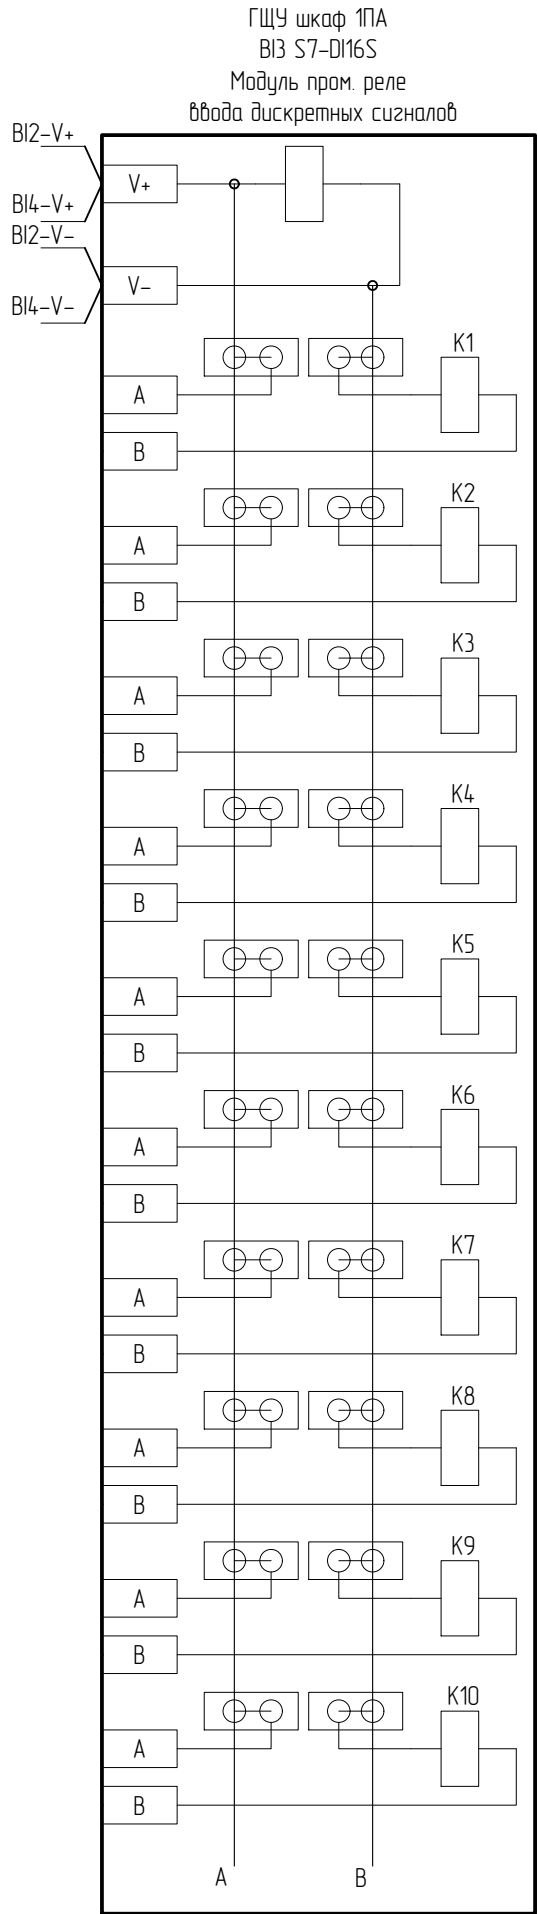 ГЩУ шкаф 1ПА
BI3 S7-DI16S
Модуль пром. реле
ввода дискретных сигналов
BI2-V+
V+
BI4-V+
BI2-V-
V-
BI4-V-
K1
A
B
K2
A
B
K3
A
B
K4
A
B
K5
A
B
K6
A
B
K7
A
B
K8
A
B
K9
A
B
K10
A
B
A B